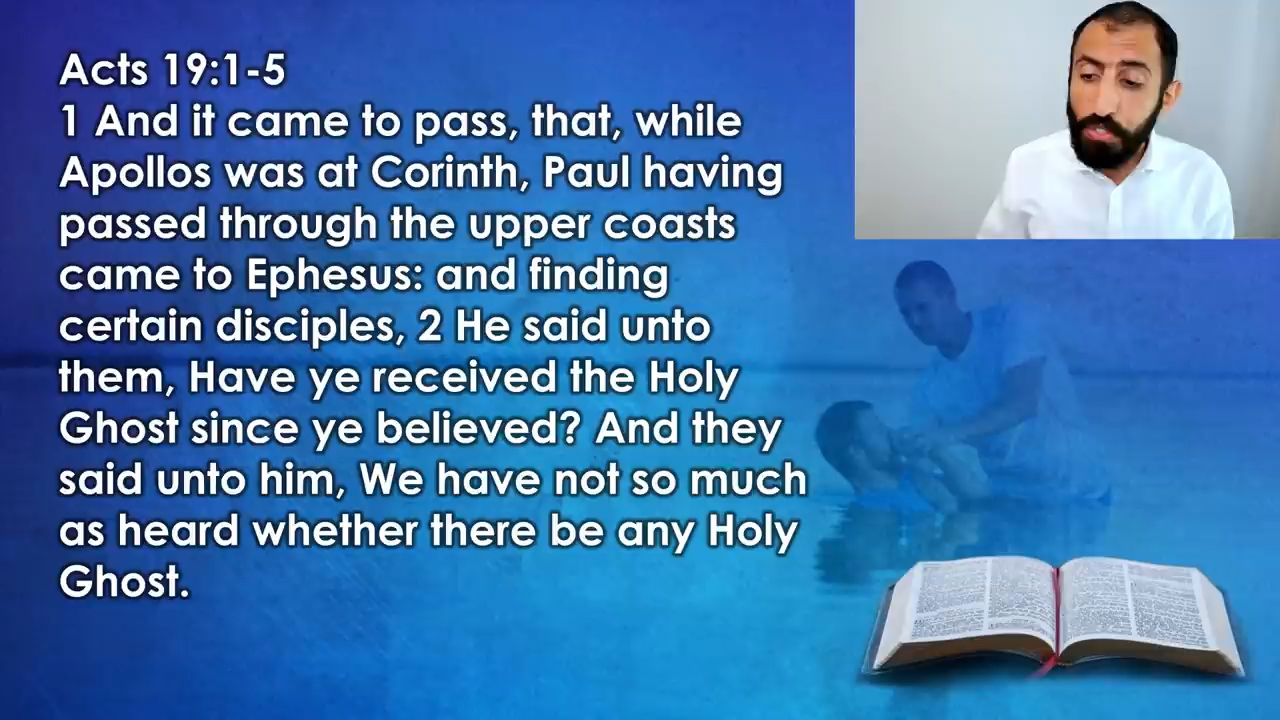 Acts 19:1-5
1 And it came to pass, that, while
Apollos was at Corinth, Paul having
passed through the upper coasts
came to Ephesus: and finding
certain disciples, 2 He said unto
them, Have ye received the Holy
Ghost since ye believed? And they
said unto him, We have not so much
as heard whether there be any Holy
Ghost.